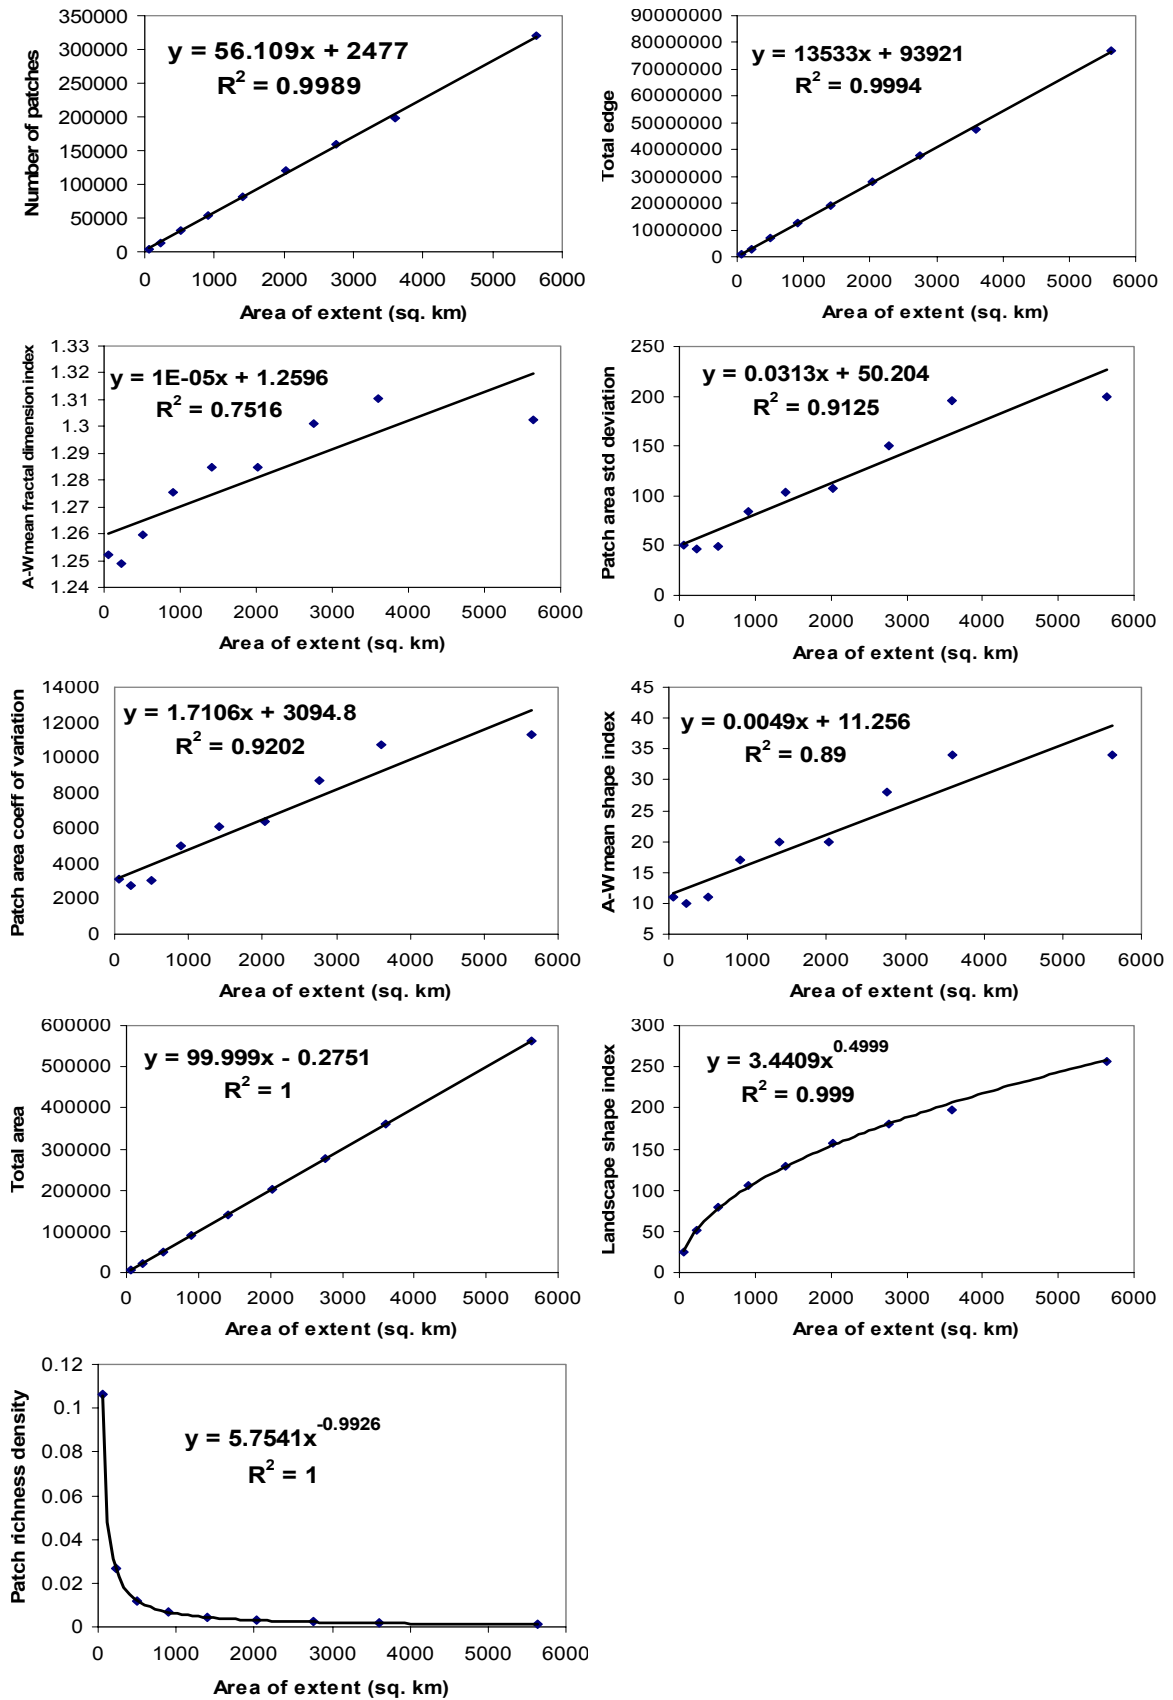 350000
300000
250000
200000
150000
100000
50000
0
Number of patches
y = 56.109x + 2477
R² = 0.9989
0 1000 2000 3000 4000 5000 6000
Area of extent (sq. km)
90000000
80000000
70000000
60000000
50000000
40000000
30000000
20000000
10000000
0
Total edge
y = 13533x + 93921
R² = 0.9994
0 1000 2000 3000 4000 5000 6000
Area of extent (sq. km)
1.33
1.32
1.31
1.3
1.29
1.28
1.27
1.26
1.25
1.24
A-W mean fractal dimension index
y = 1E-05x + 1.2596
R² = 0.7516
0 1000 2000 3000 4000 5000 6000
Area of extent (sq. km)
250
200
150
100
50
0
Patch area std deviation
y = 0.0313x + 50.204
R² = 0.9125
0 1000 2000 3000 4000 5000 6000
Area of extent (sq. km)
14000
12000
10000
8000
6000
4000
2000
0
Patch area coeff of variation
y = 1.7106x + 3094.8
R² = 0.9202
0 1000 2000 3000 4000 5000 6000
Area of extent (sq. km)
45
40
35
30
25
20
15
10
5
A-W mean shape index
y = 0.0049x + 11.256
R² = 0.89
0 1000 2000 3000 4000 5000 6000
Area of extent (sq. km)
600000
500000
400000
300000
200000
100000
0
Total area
y = 99.999x - 0.2751
R² = 1
0 1000 2000 3000 4000 5000 6000
Area of extent (sq. km)
300
250
200
150
100
50
0
Landscape shape index
y = 3.4409x^0.4999
R² = 0.999
0 1000 2000 3000 4000 5000 6000
Area of extent (sq. km)
0.12
0.1
0.08
0.06
0.04
0.02
0
Patch richness density
y = 5.7541x^-0.9926
R² = 1
0 1000 2000 3000 4000 5000 6000
Area of extent (sq. km)